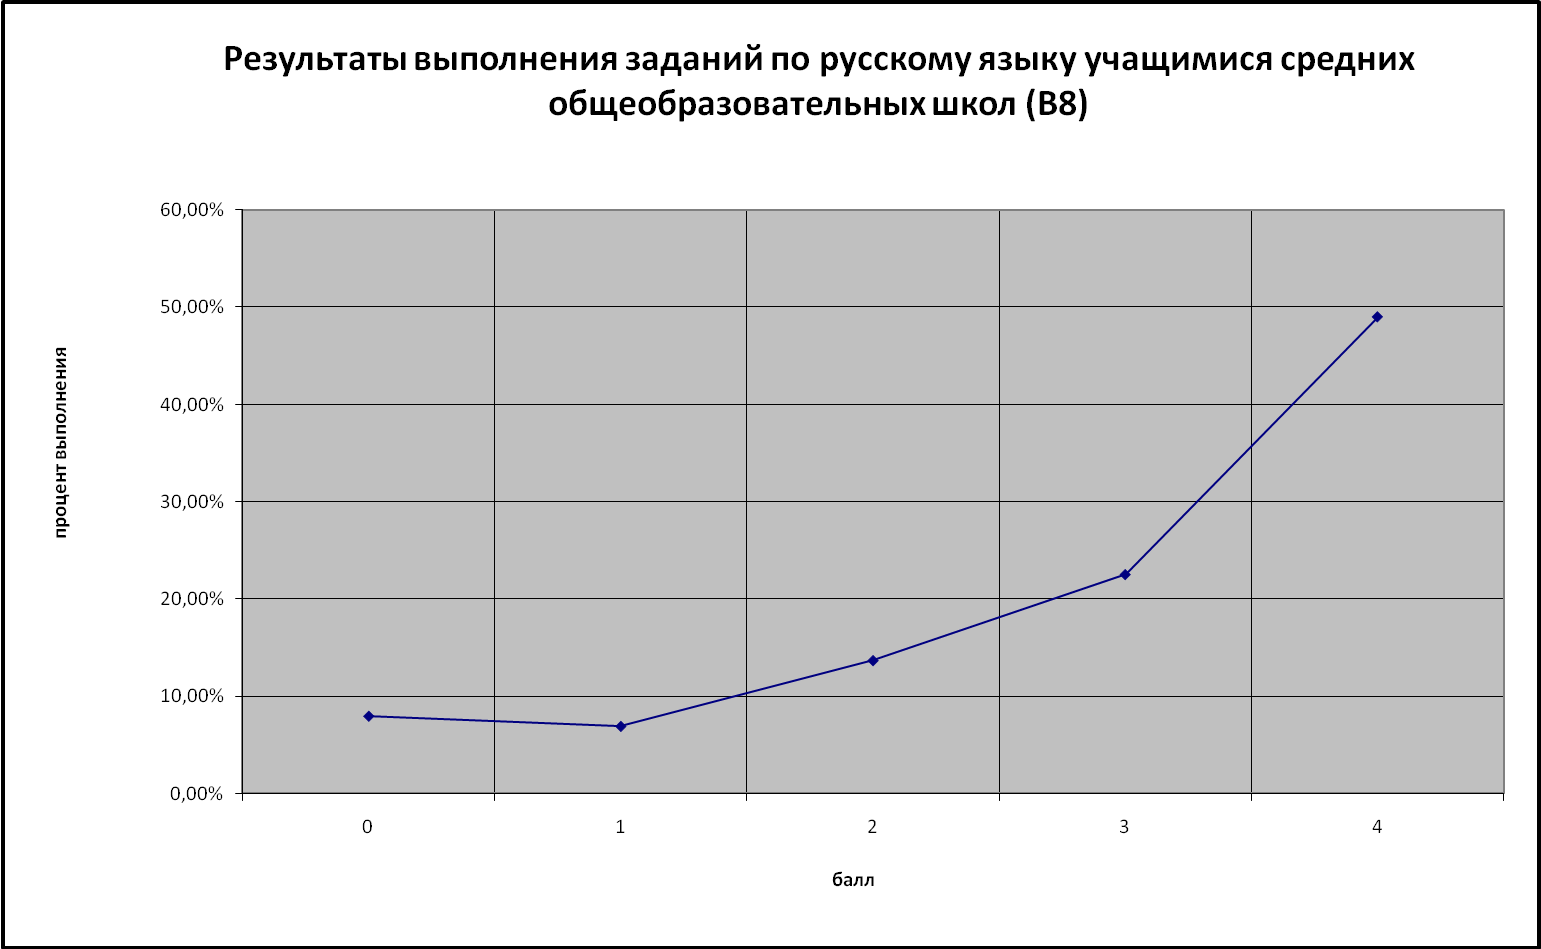 Результаты выполнения заданий по русскому языку учащимися средних
общеобразовательных школ (В8)
60,00%
50,00%
40,00%
30,00%
20,00%
10,00%
0,00%
процент выполнения
0 1 2 3 4
балл